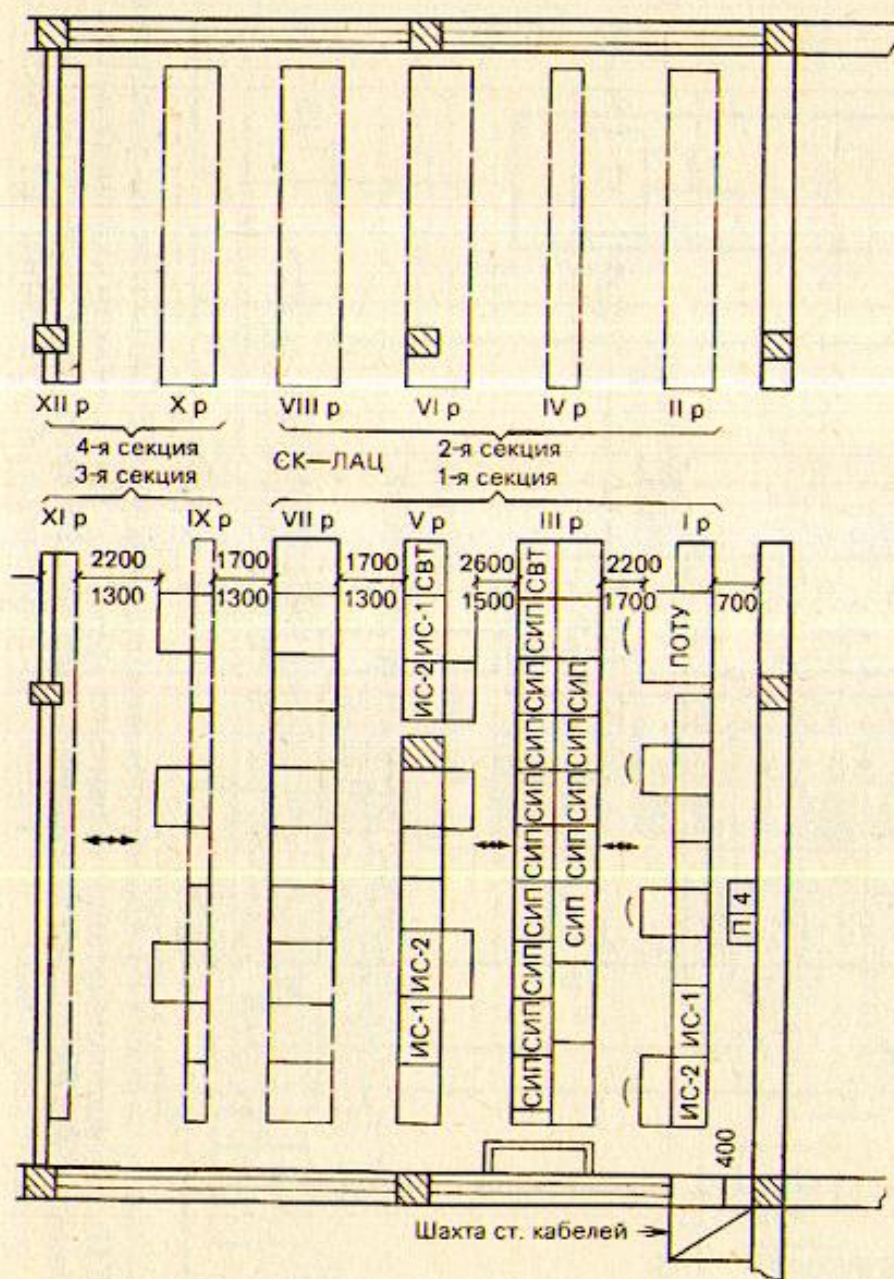 XII р X р VIII р VI р IV р II р
4-я секция 2-я секция
СК—ЛАЦ
3-я секция 1-я секция
XI р IX р VII р V р III р I р
2200 1700 1700 2600 2200
1300 1300 1300 1500 1700 700
СВТ
ИС-1
ИС-2
ИС-2
ИС-1
СВТ
СИП
СИП
СИП
СИП
СИП
СИП
СИП
СИП
СИП
СИП
СИП
СИП
СИП
СИП
ПОТУ
П 4
ИС-1
ИС-2
400
Шахта ст. кабелей